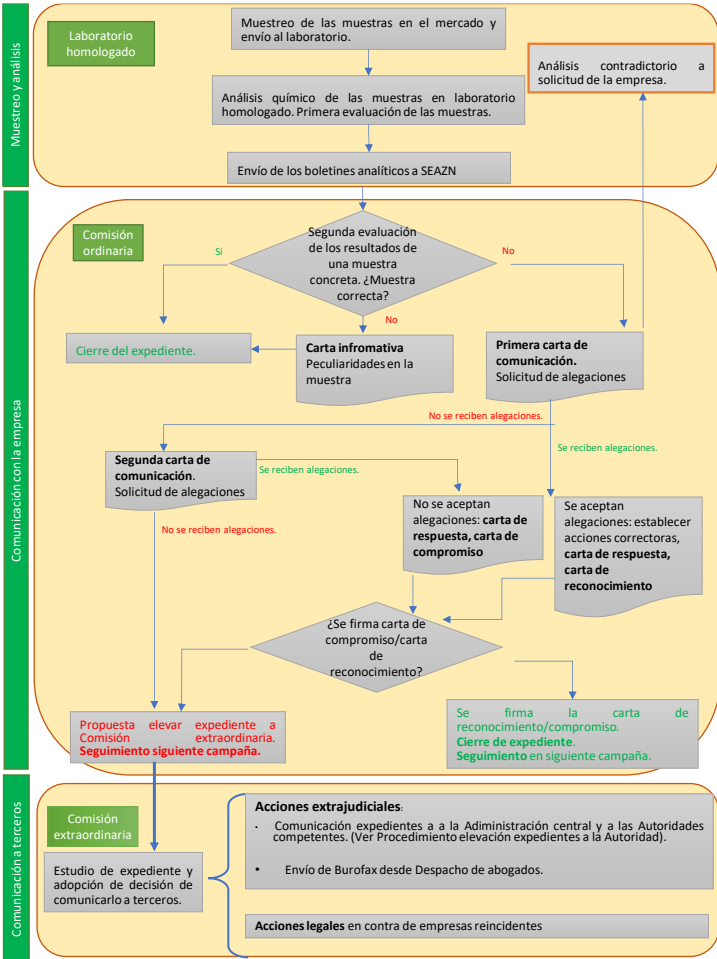 Muestreo y análisis
Laboratorio
homologado
Muestreo de las muestras en el mercado y
envío al laboratorio.
Análisis contradictorio a
solicitud de la empresa.
Análisis químico de las muestras en laboratorio
homologado. Primera evaluación de las muestras.
Envío de los boletines analíticos a SEAZN
Comunicación con la empresa
Comisión
ordinaria
Segunda evaluación
de los resultados de
una muestra
concreta. ¿Muestra
correcta?
Sí
No
No
Cierre del expediente.
Carta infromativa
Peculiaridades en la
muestra
Primera carta de
comunicación.
Solicitud de alegaciones
No se reciben alegaciones.
Se reciben alegaciones.
Segunda carta de
comunicación.
Solicitud de alegaciones
Se reciben alegaciones.
No se reciben alegaciones.
No se aceptan
alegaciones: carta de
respuesta, carta de
compromiso
Se aceptan
alegaciones: establecer
acciones correctoras,
carta de respuesta,
carta de
reconocimiento
¿Se firma carta de
compromiso/carta
de
reconocimiento?
Propuesta elevar expediente a
Comisión extraordinaria.
Seguimiento siguiente campaña.
Se firma la carta de
reconocimiento/compromiso.
Cierre de expediente.
Seguimiento en siguiente campaña.
Comunicación a terceros
Comisión
extraordinaria
Estudio de expediente y
adopción de decisión de
comunicarlo a terceros.
Acciones extrajudiciales:
· Comunicación expedientes a a la Adiministración central y a las Autoridades
competentes. (Ver Procedimiento elevación expedientes a la Autoridad).
• Envío de Burofax desde Despacho de abogados.
Acciones legales en contra de empresas reincidentes